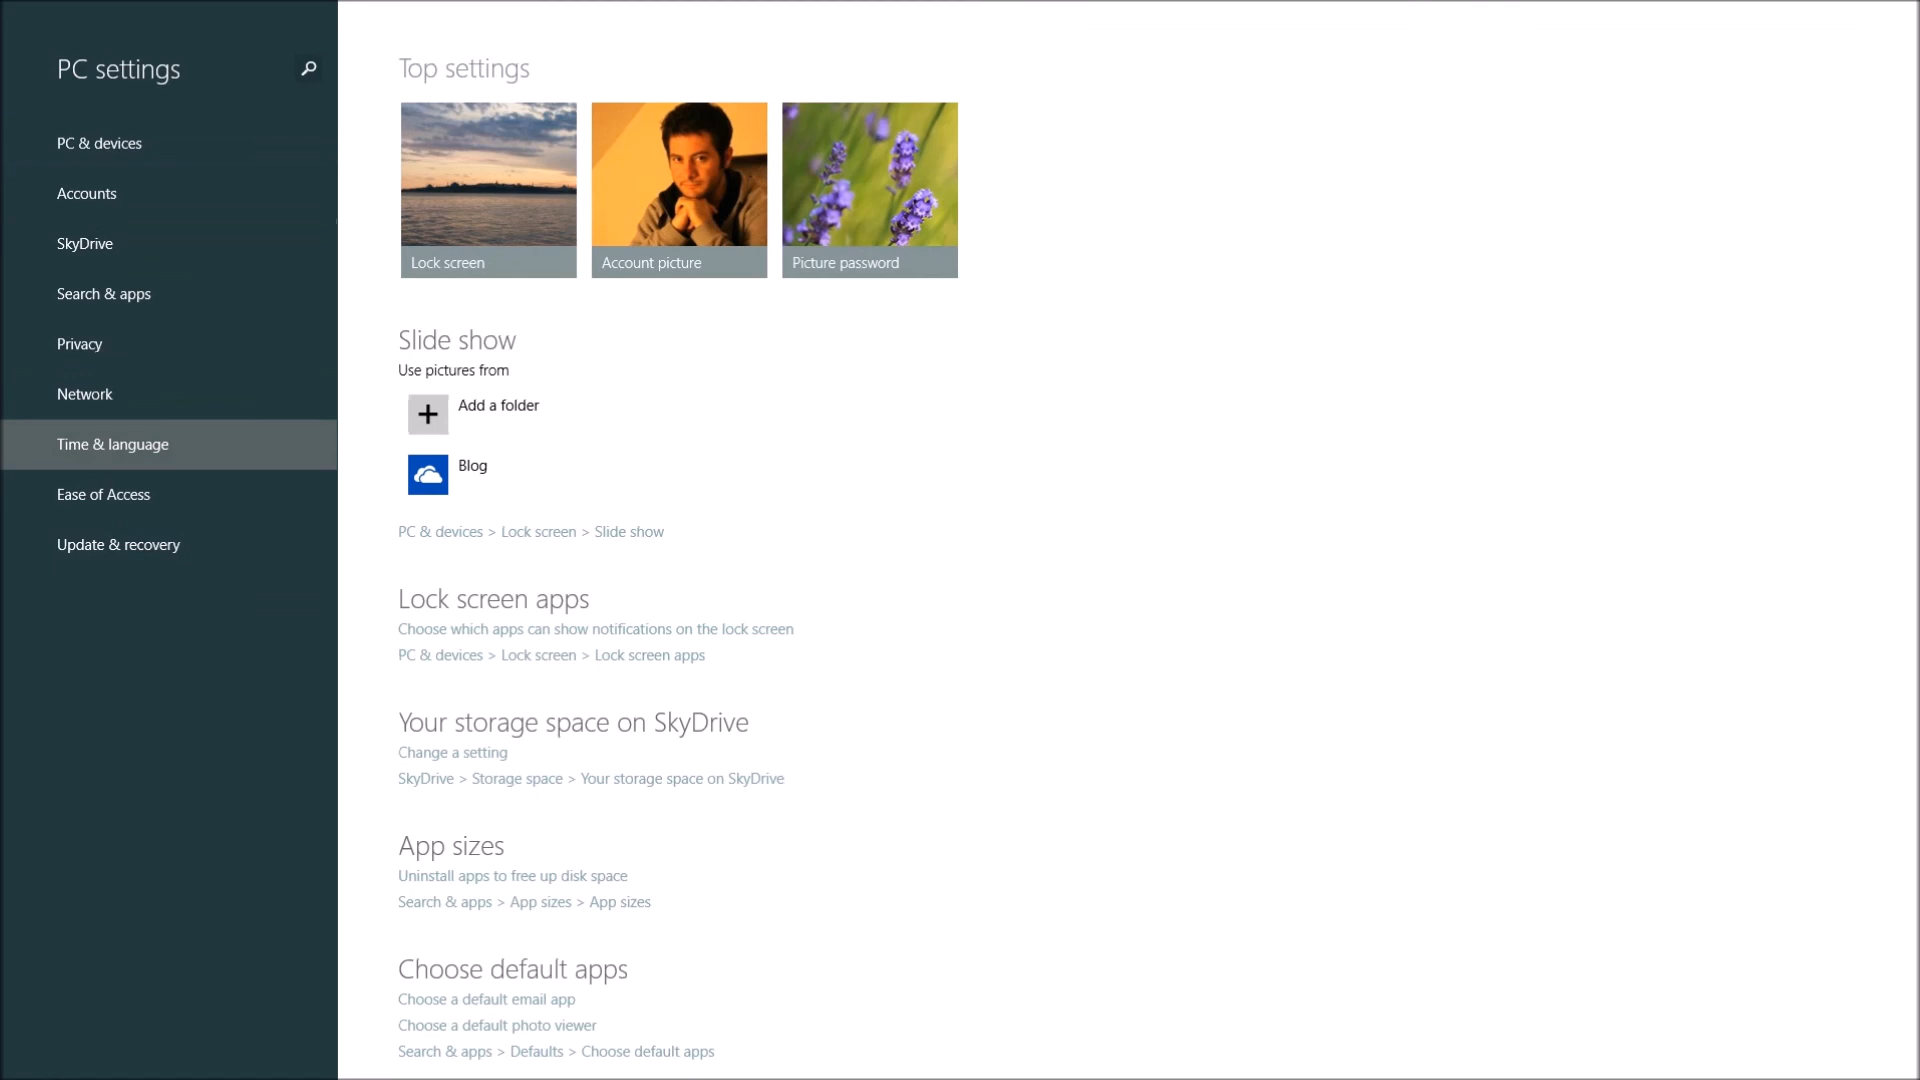 PC settings
PC & devices
Accounts
SkyDrive
Search & apps
Privacy
Network
Time & language
Ease of Access
Update & recovery
Top settings
Lock screen
Account picture
Picture password
Slide show
Use pictures from
Add a folder
Blog
PC & devices > Lock screen > Slide show
Lock screen apps
Choose which apps can show notifications on the lock screen
PC & devices > Lock screen > Lock screen apps
Your storage space on SkyDrive
Change a setting
SkyDrive > Storage space > Your storage space on SkyDrive
App sizes
Uninstall apps to free up disk space
Search & apps > App sizes > App sizes
Choose default apps
Choose a default email app
Choose a default photo viewer
Search & apps > Defaults > Choose default apps